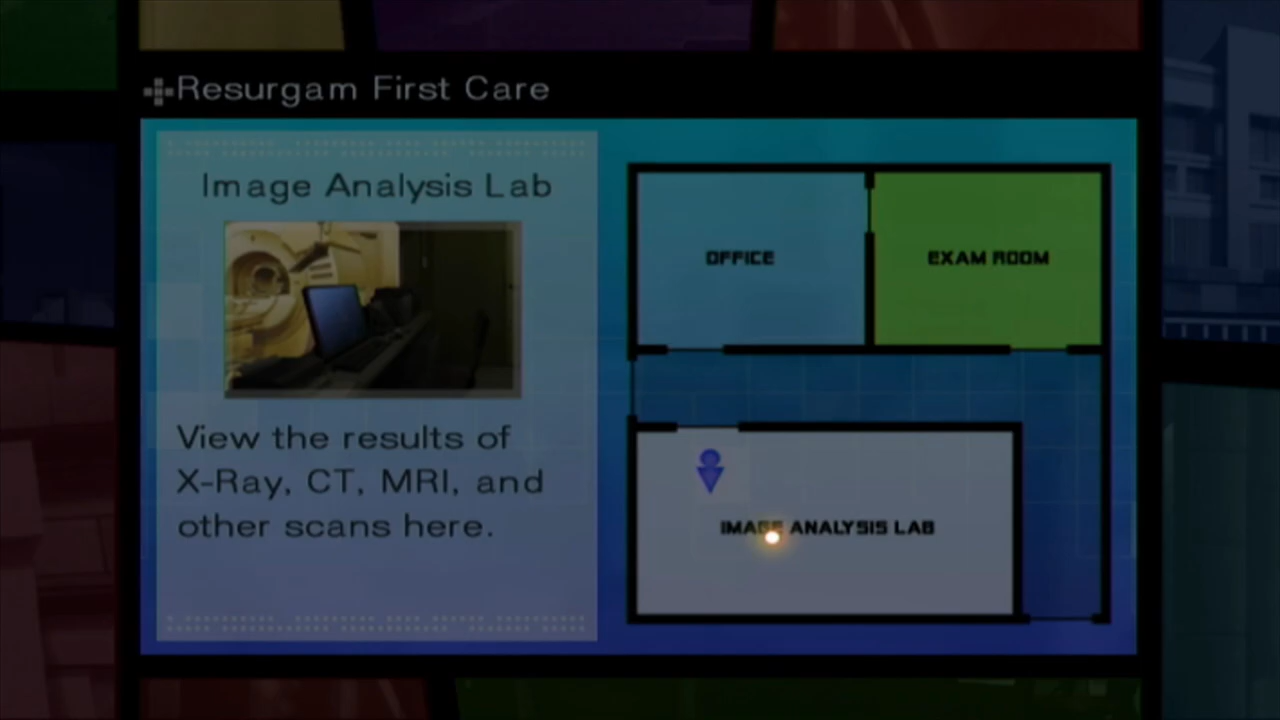 Resurgam First Care
Image Analysis Lab
View the results of
X-Ray, CT, MRI, and
other scans here.
OFFICE
EXAM ROOM
IMAGE ANALYSIS LAB